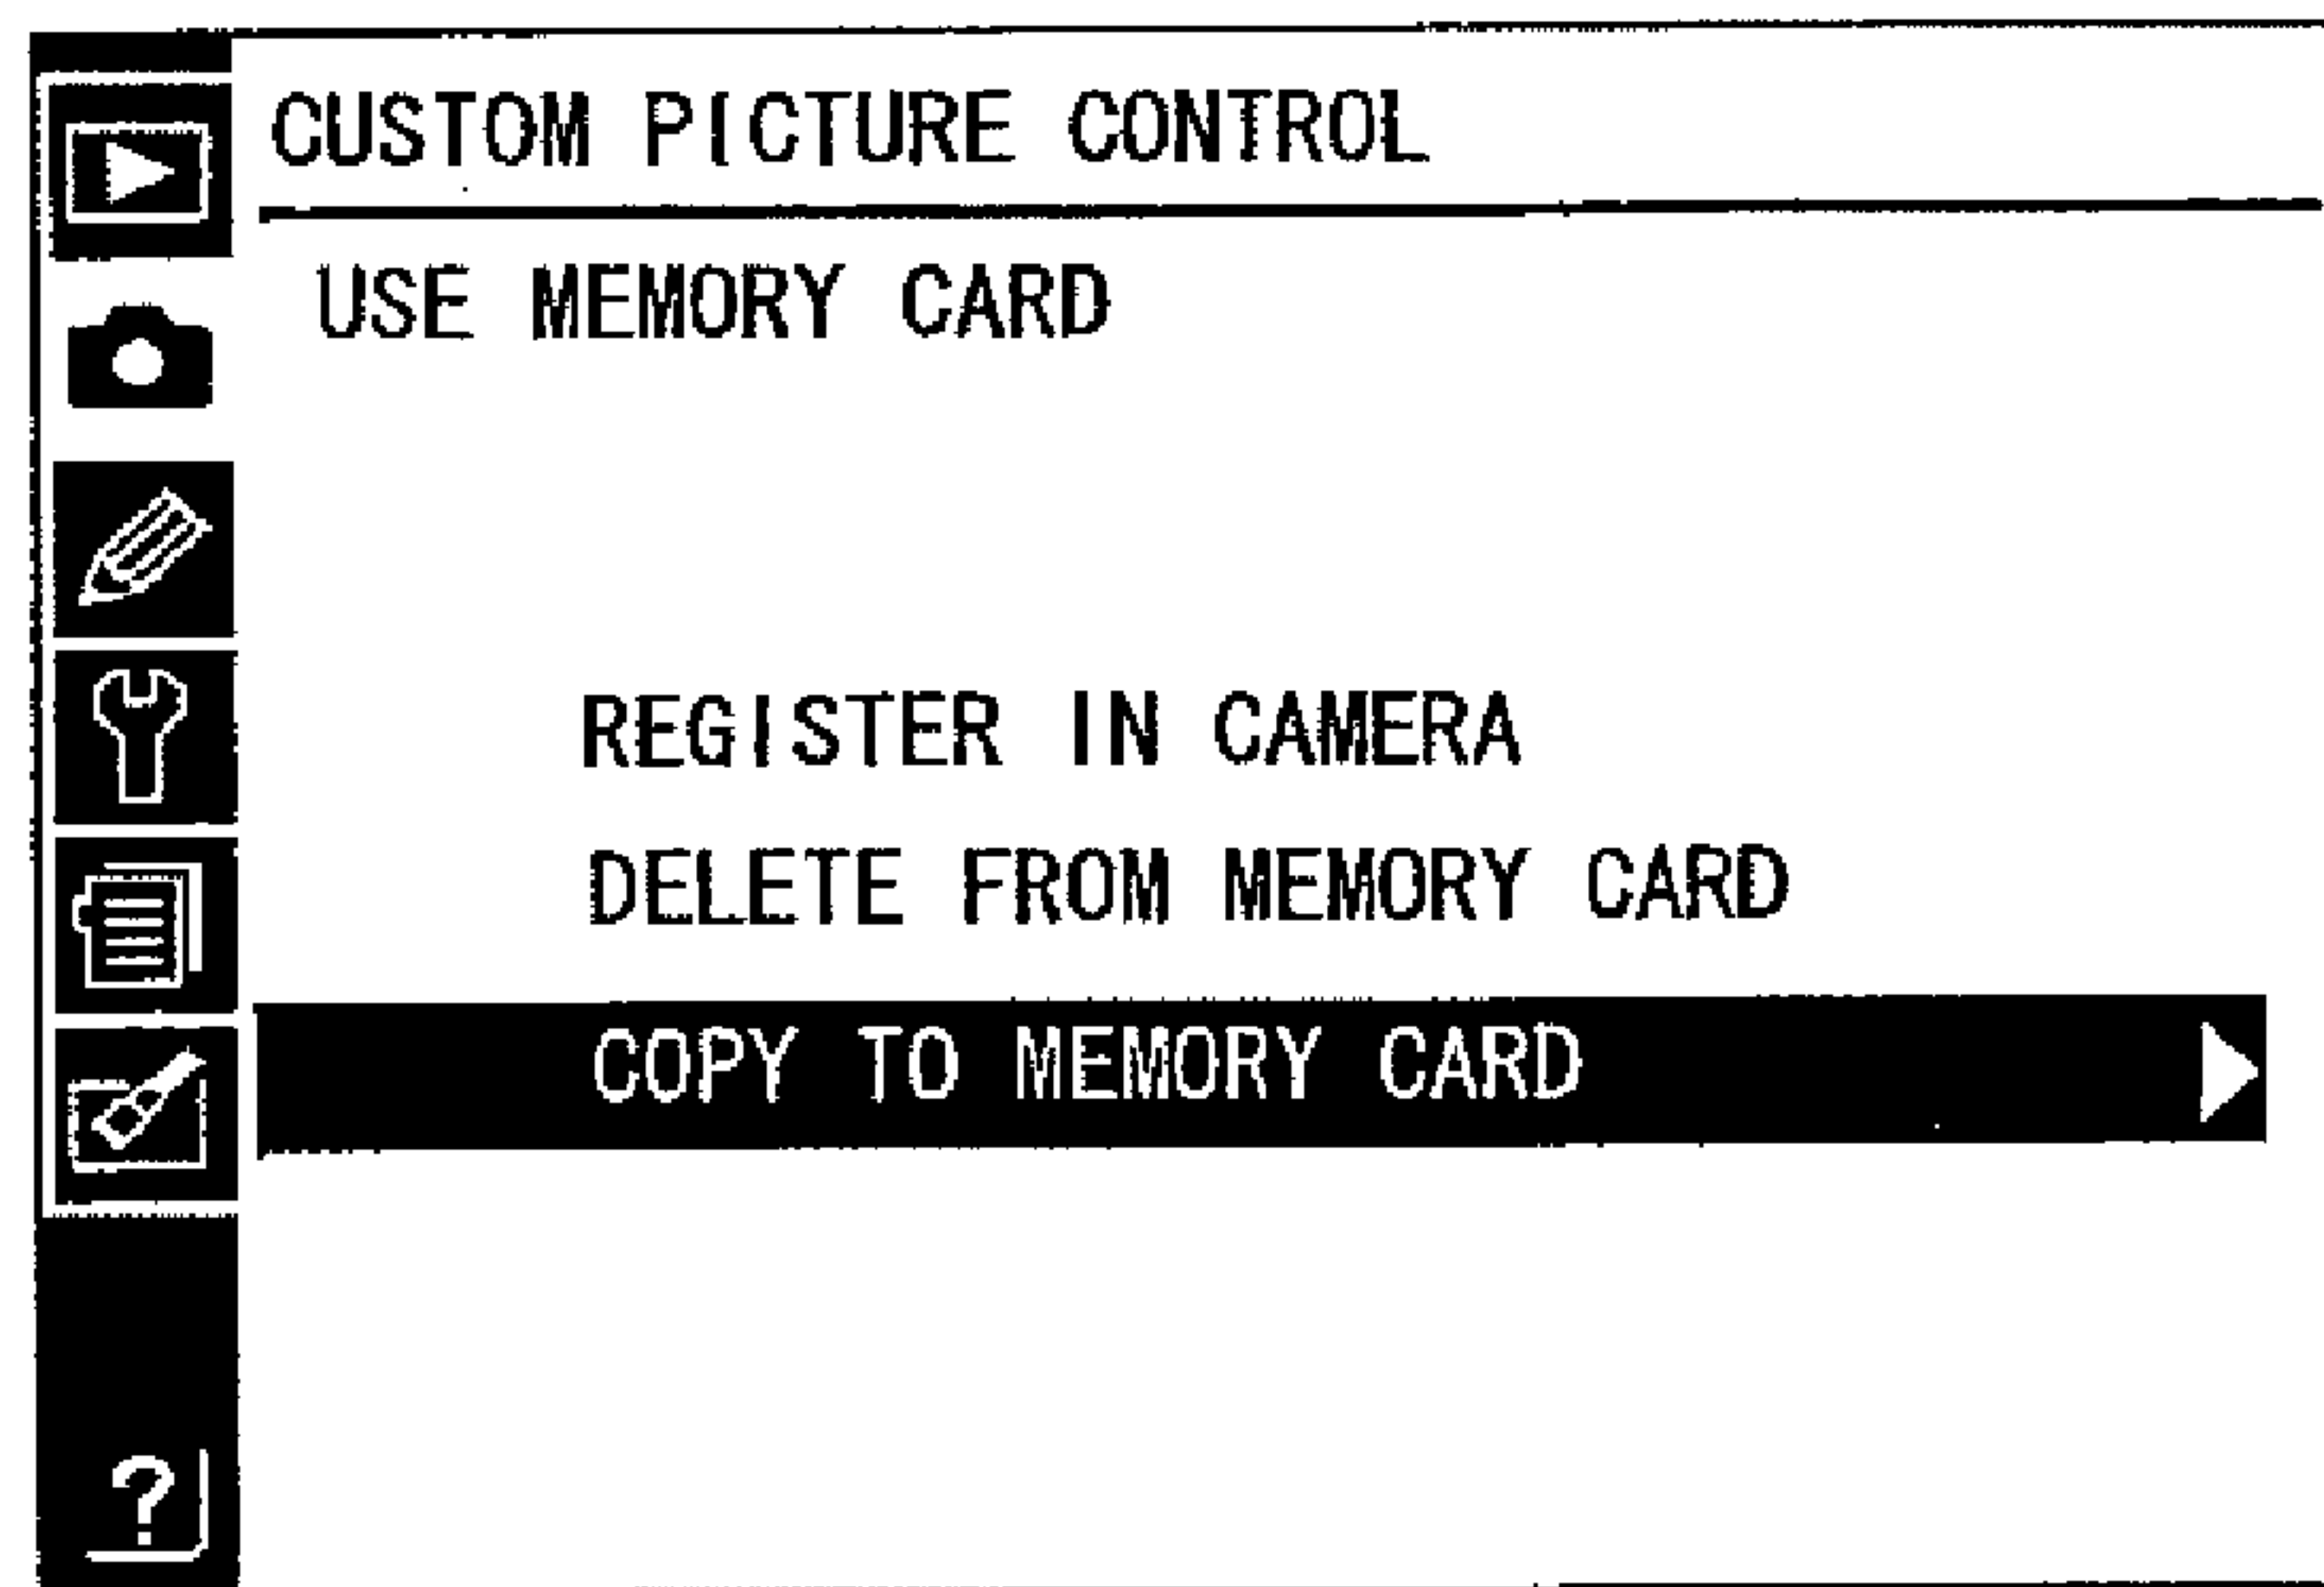 CUSTOM PICTURE CONTROL
USE MEMORY CARD
REGISTER IN CAMERA
DELETE FROM MEMORY CARD
COPY TO MEMORY CARD
?